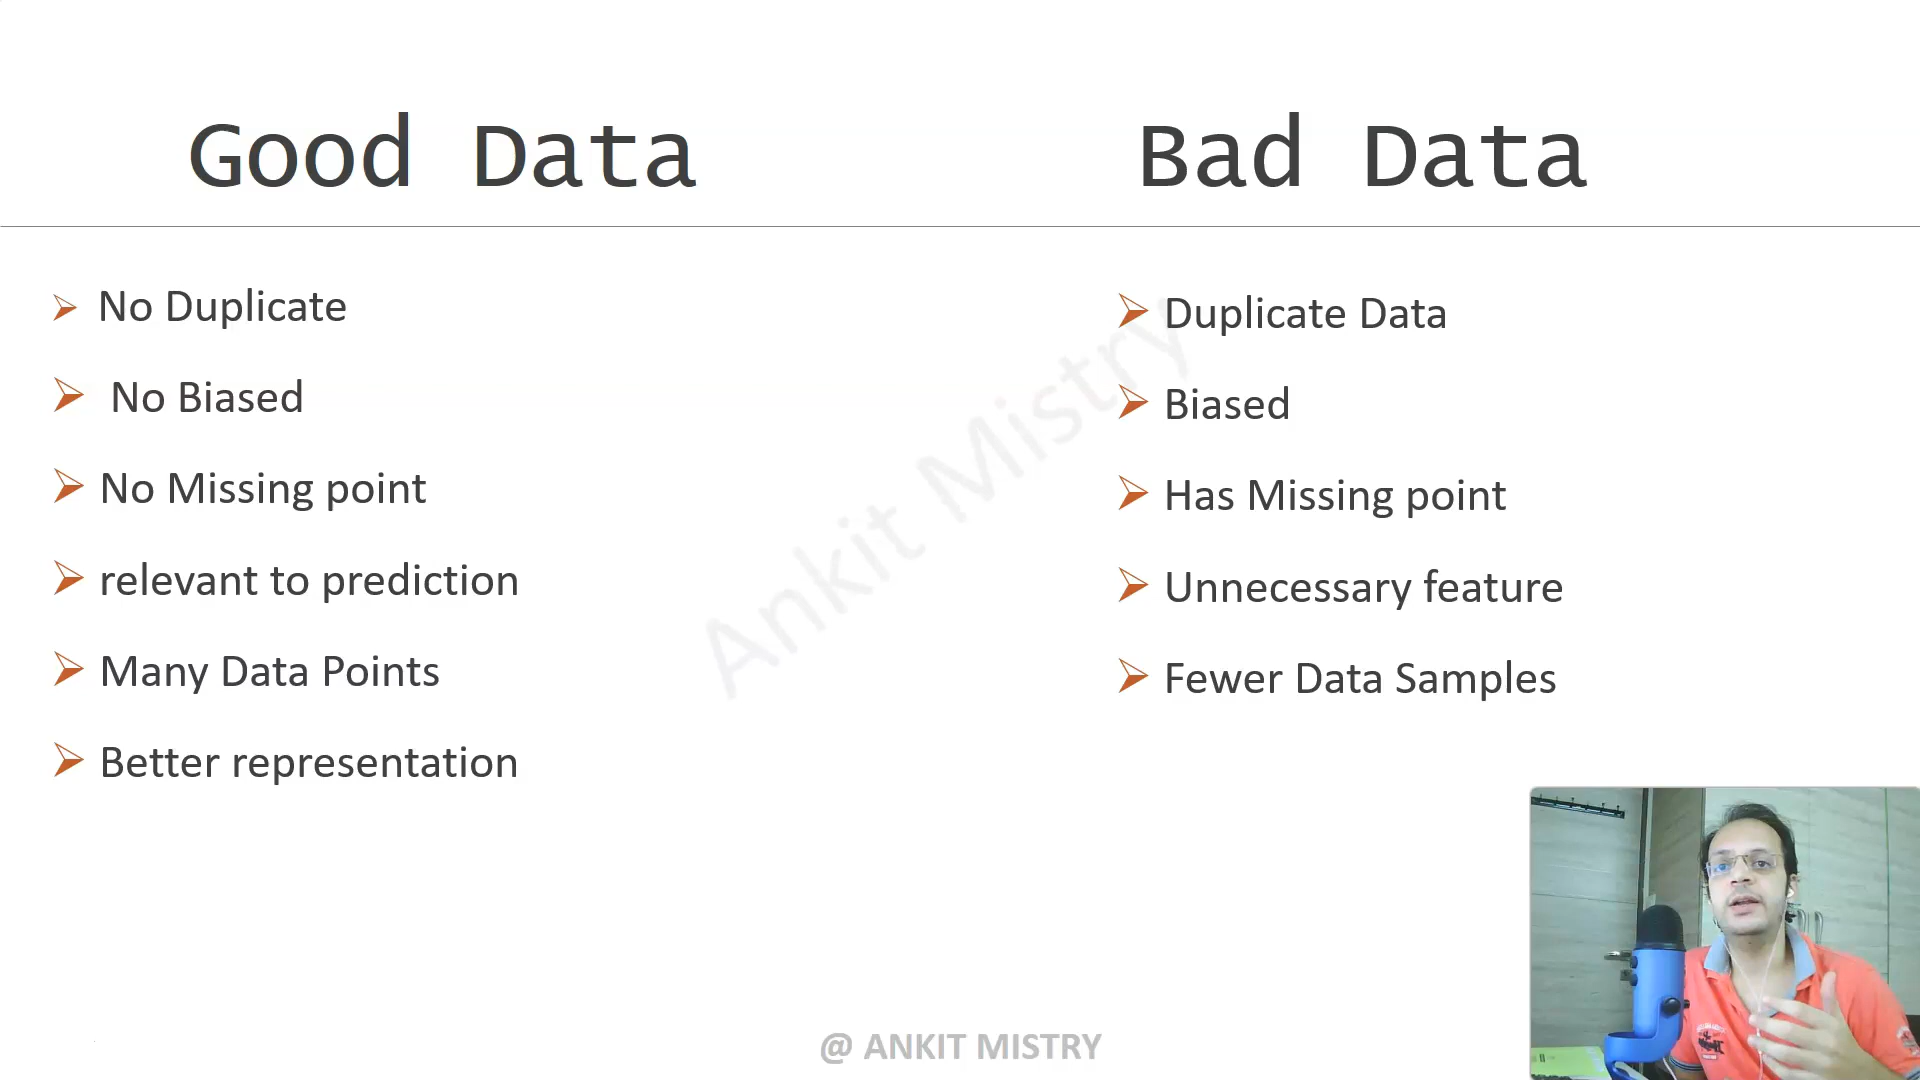 Good Data
Bad Data
No Duplicate
No Biased
No Missing point
relevant to prediction
Many Data Points
Better representation
Duplicate Data
Biased
Has Missing point
Unnecessary feature
Fewer Data Samples
Ankit Mistry
@ ANKIT MISTRY